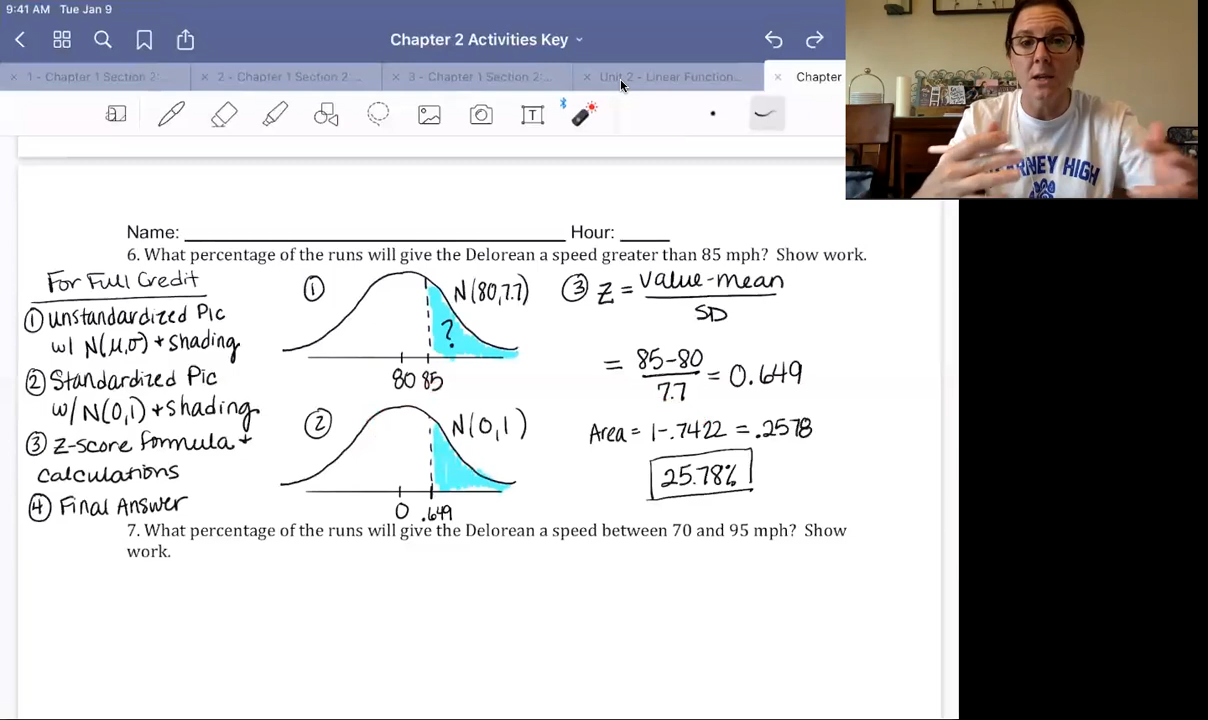 9:41 AM Tue Jan 9
Chapter 2 Activities Key
1 - Chapter 1 Section 2:...
2 - Chapter 1 Section 2 ...
3 - Chapter 1 Section 2:...
Unit 2 - Linear Function...
Chapter
T
RNEY HIGH
Name: Hour:
6. What percentage of the runs will give the Delorean a speed greater than 85 mph? Show work.
For Full Credit
① Unstandardized Pic
w/ N(μ,σ) + Shading
② Standardized Pic
w/ N(0,1) + Shading
③ Z-score formula +
calculations
④ Final Answer
①
N(80,7.7)
?
80 85
②
N(0,1)
0 .649
③ Z = Value-mean
SD
= 85-80
7.7
= 0.649
Area = 1-.7422 = .2578
25.78%
7. What percentage of the runs will give the Delorean a speed between 70 and 95 mph? Show
work.